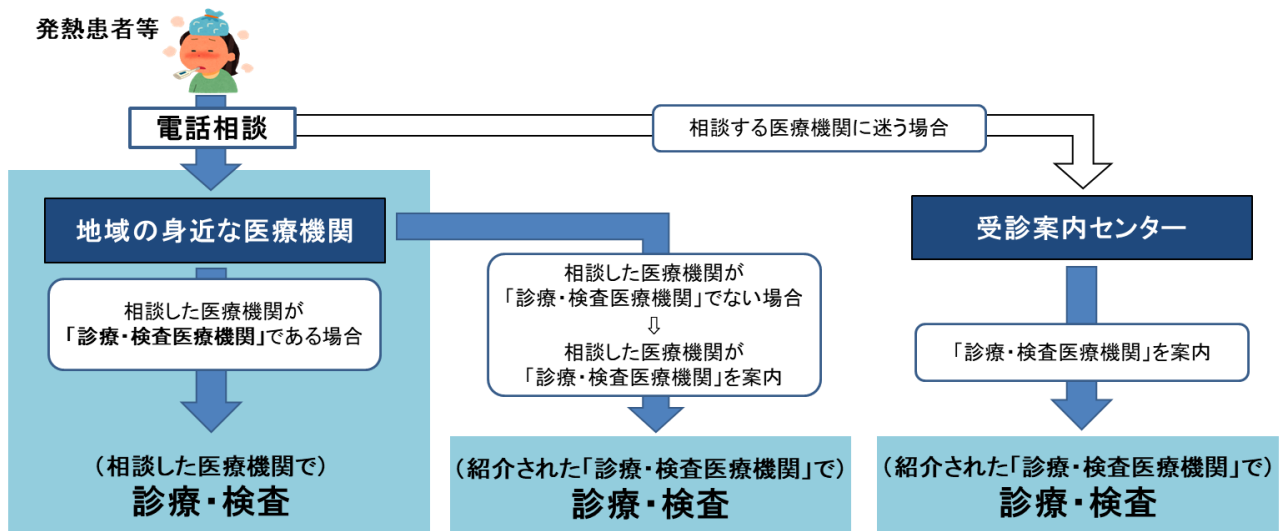 発熱患者等
電話相談
相談する医療機関に迷う場合
地域の身近な医療機関
相談した医療機関が
「診療・検査医療機関」である場合
(相談した医療機関で)
診療・検査
相談した医療機関が
「診療・検査医療機関」でない場合
⇩
相談した医療機関が
「診療・検査医療機関」を案内
(紹介された「診療・検査医療機関」で)
診療・検査
受診案内センター
「診療・検査医療機関」を案内
(紹介された「診療・検査医療機関」で)
診療・検査